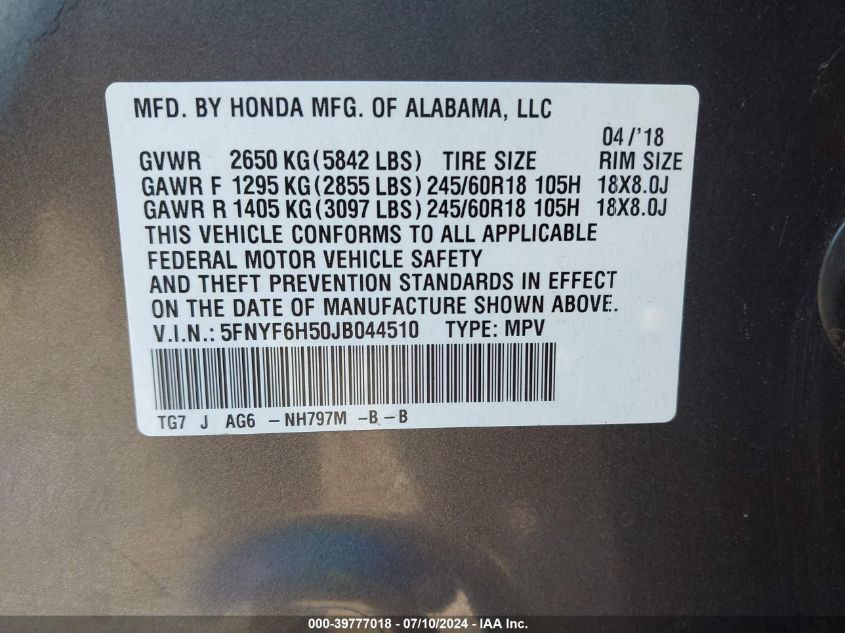 MFD. BY HONDA MFG. OF ALABAMA, LLC
04/'18
GVWR 2650 KG(5842 LBS) TIRE SIZE RIM SIZE
GAWR F 1295 KG(2855 LBS) 245/60R18 105H 18X8.0J
GAWR R 1405 KG(3097 LBS) 245/60R18 105H 18X8.0J
THIS VEHICLE CONFORMS TO ALL APPLICABLE
FEDERAL MOTOR VEHICLE SAFETY
AND THEFT PREVENTION STANDARDS IN EFFECT
ON THE DATE OF MANUFACTURE SHOWN ABOVE.
V.I.N.: 5FNYF6H50JB044510 TYPE: MPV
TG7 J AG6 -NH797M -B -B
000-39777018 - 07/10/2024 - IAA Inc.